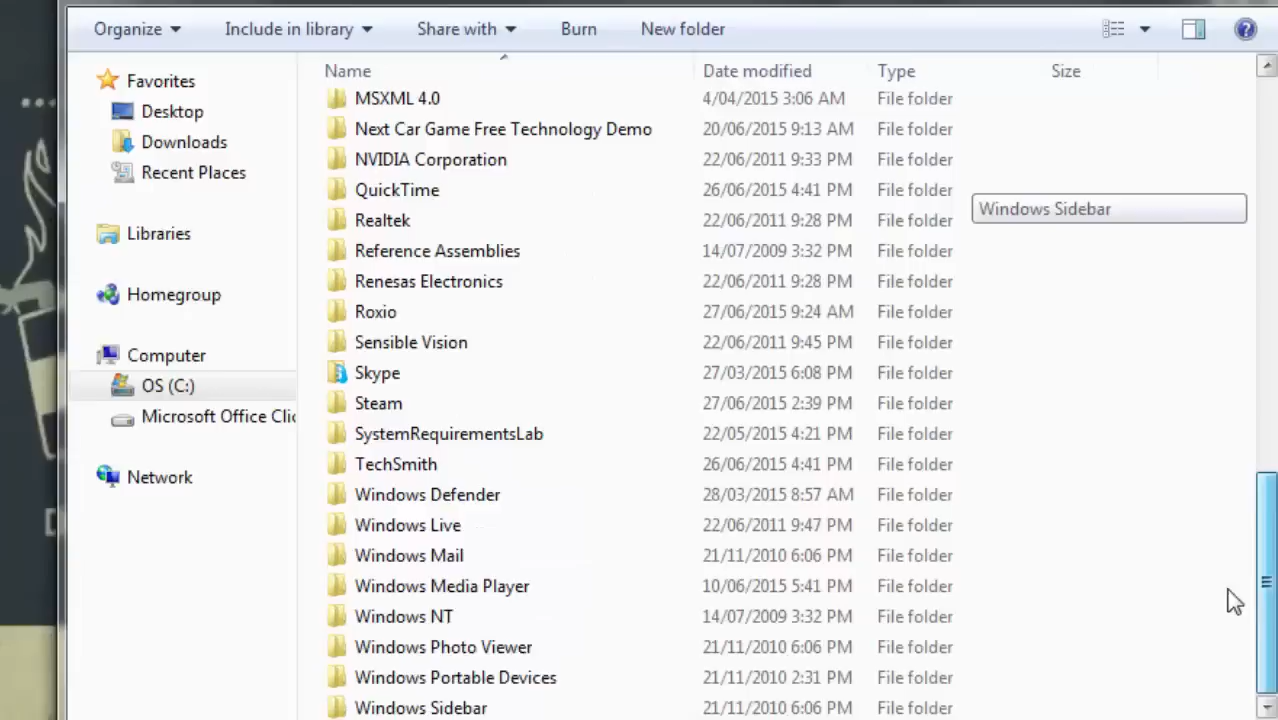 Organize Include in library Share with Burn New folder
Name Date modified Type Size
Favorites
Desktop
Downloads
Recent Places
Libraries
Homegroup
Computer
OS (C:)
Microsoft Office Clic
Network
MSXML 4.0 4/04/2015 3:06 AM File folder
Next Car Game Free Technology Demo 20/06/2015 9:13 AM File folder
NVIDIA Corporation 22/06/2011 9:33 PM File folder
QuickTime 26/06/2015 4:41 PM File folder
Realtek 22/06/2011 9:28 PM File folder
Reference Assemblies 14/07/2009 3:32 PM File folder
Renesas Electronics 22/06/2011 9:28 PM File folder
Roxio 27/06/2015 9:24 AM File folder
Sensible Vision 22/06/2011 9:45 PM File folder
Skype 27/03/2015 6:08 PM File folder
Steam 27/06/2015 2:39 PM File folder
SystemRequirementsLab 22/05/2015 4:21 PM File folder
TechSmith 26/06/2015 4:41 PM File folder
Windows Defender 28/03/2015 8:57 AM File folder
Windows Live 22/06/2011 9:47 PM File folder
Windows Mail 21/11/2010 6:06 PM File folder
Windows Media Player 10/06/2015 5:41 PM File folder
Windows NT 14/07/2009 3:32 PM File folder
Windows Photo Viewer 21/11/2010 6:06 PM File folder
Windows Portable Devices 21/11/2010 2:31 PM File folder
Windows Sidebar 21/11/2010 6:06 PM File folder
Windows Sidebar